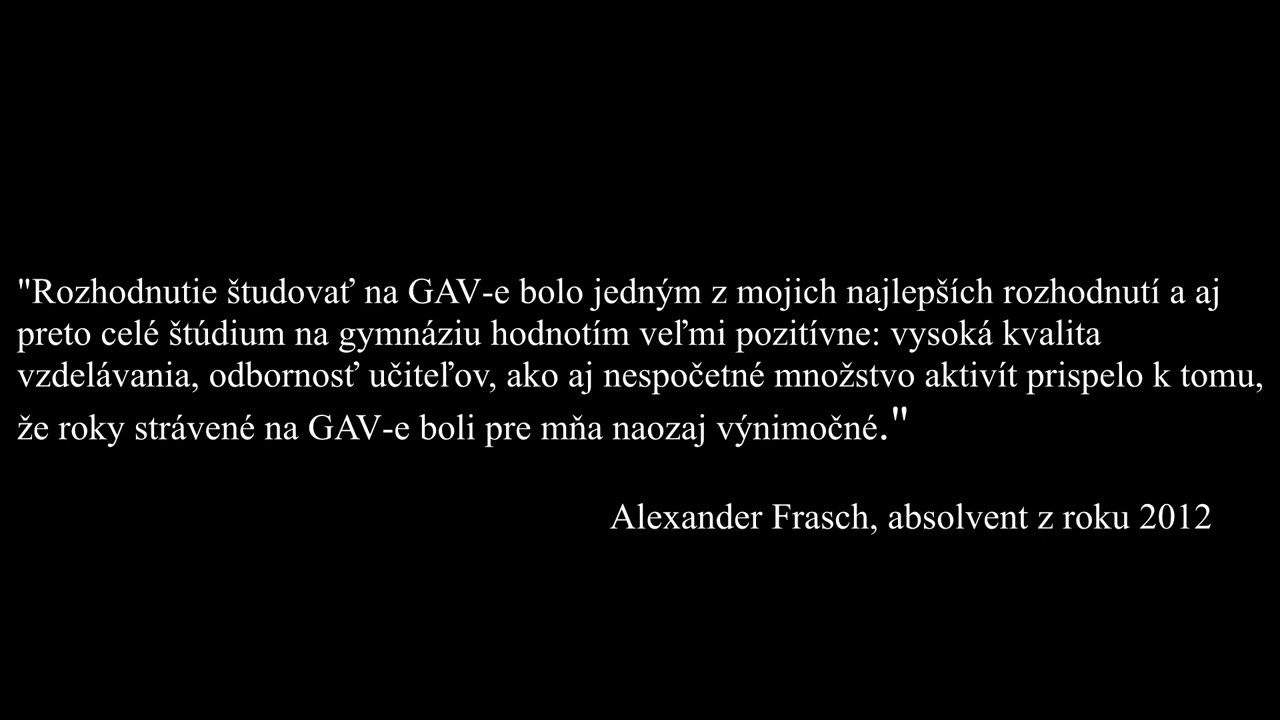 "Rozhodnutie študovať na GAV-e bolo jedným z mojich najlepších rozhodnutí a aj
preto celé štúdium na gymnáziu hodnotím veľmi pozitívne: vysoká kvalita
vzdelávania, odbornosť učiteľov, ako aj nespočetné množstvo aktivít prispelo k tomu,
že roky strávené na GAV-e boli pre mňa naozaj výnimočné."
Alexander Frasch, absolvent z roku 2012